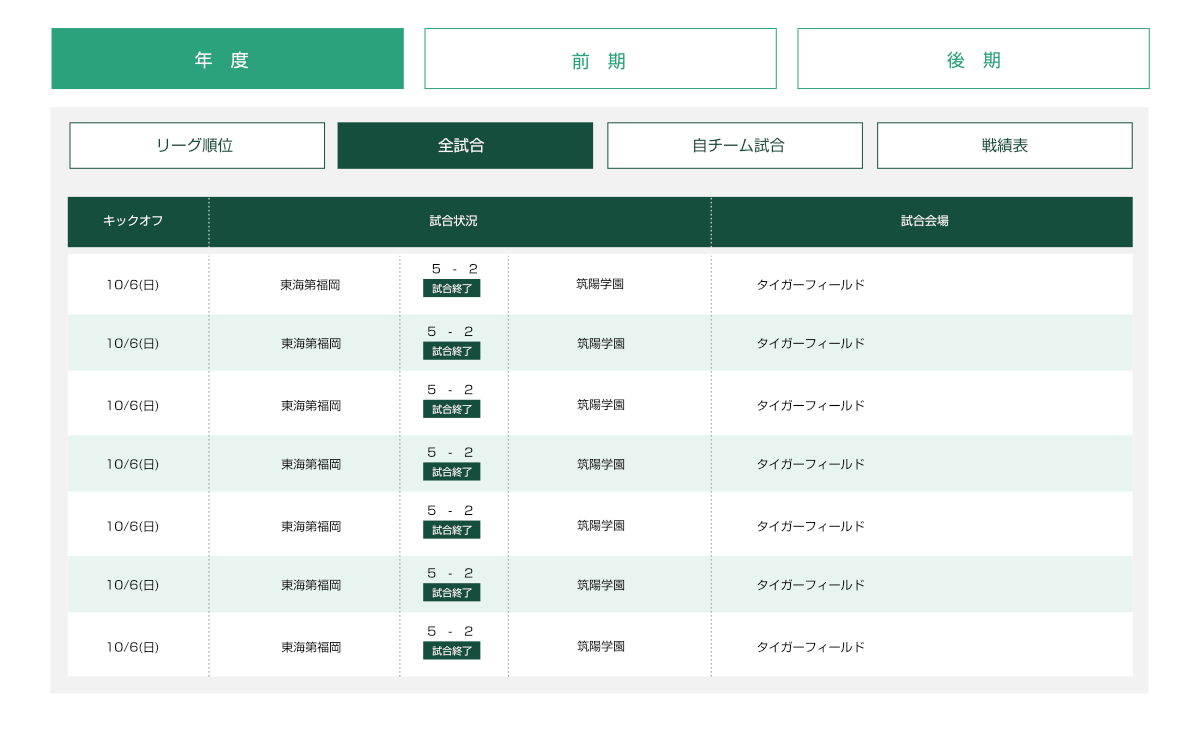 年 度 前 期 後 期
リーグ順位 全試合 自チーム試合 戦績表
キックオフ 試合状況 試合会場
10/6(日) 東海第福岡 5 - 2 筑陽学園 タイガーフィールド
試合終了
10/6(日) 東海第福岡 5 - 2 筑陽学園 タイガーフィールド
試合終了
10/6(日) 東海第福岡 5 - 2 筑陽学園 タイガーフィールド
試合終了
10/6(日) 東海第福岡 5 - 2 筑陽学園 タイガーフィールド
試合終了
10/6(日) 東海第福岡 5 - 2 筑陽学園 タイガーフィールド
試合終了
10/6(日) 東海第福岡 5 - 2 筑陽学園 タイガーフィールド
試合終了
10/6(日) 東海第福岡 5 - 2 筑陽学園 タイガーフィールド
試合終了